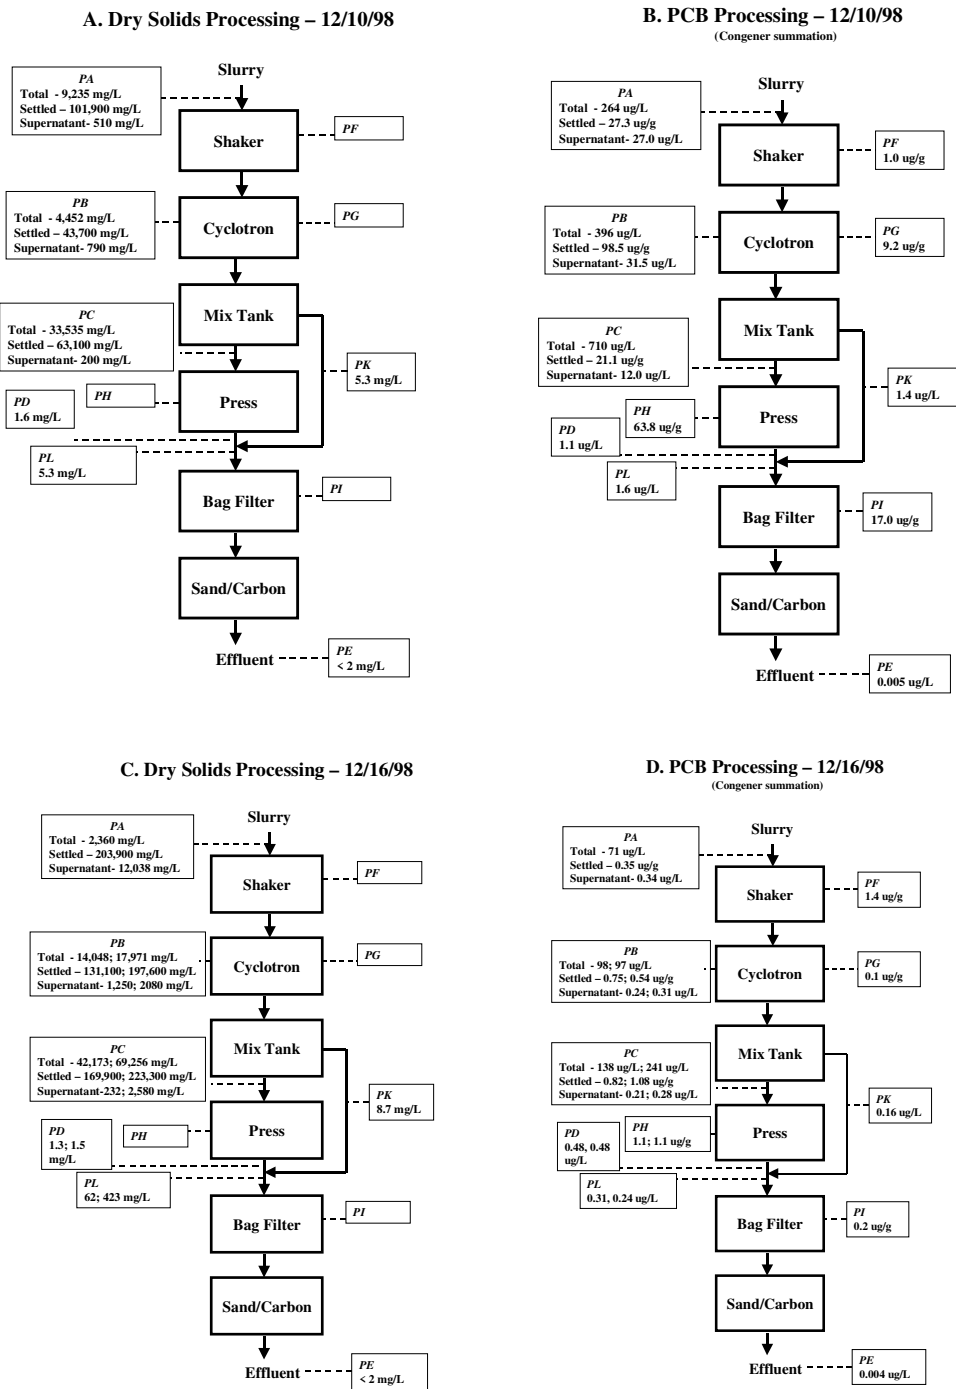 A. Dry Solids Processing – 12/10/98
Slurry
PA
Total - 9,235 mg/L
Settled – 101,900 mg/L
Supernatant- 510 mg/L
Shaker
PF
PB
Total - 4,452 mg/L
Settled – 43,700 mg/L
Supernatant- 790 mg/L
Cyclotron
PG
Mix Tank
PC
Total - 33,535 mg/L
Settled – 63,100 mg/L
Supernatant- 200 mg/L
PK
5.3 mg/L
PD
1.6 mg/L
PH
Press
PL
5.3 mg/L
Bag Filter
PI
Sand/Carbon
Effluent
PE
< 2 mg/L
B. PCB Processing – 12/10/98
(Congener summation)
Slurry
PA
Total - 264 ug/L
Settled – 27.3 ug/g
Supernatant- 27.0 ug/L
Shaker
PF
1.0 ug/g
PB
Total - 396 ug/L
Settled – 98.5 ug/g
Supernatant- 31.5 ug/L
Cyclotron
PG
9.2 ug/g
Mix Tank
PC
Total - 710 ug/L
Settled – 21.1 ug/g
Supernatant- 12.0 ug/L
PK
1.4 ug/L
PH
63.8 ug/g
Press
PD
1.1 ug/L
PL
1.6 ug/L
Bag Filter
PI
17.0 ug/g
Sand/Carbon
Effluent
PE
0.005 ug/L
C. Dry Solids Processing – 12/16/98
Slurry
PA
Total - 2,360 mg/L
Settled – 203,900 mg/L
Supernatant- 12,038 mg/L
Shaker
PF
PB
Total - 14,048; 17,971 mg/L
Settled – 131,100; 197,600 mg/L
Supernatant- 1,250; 2080 mg/L
Cyclotron
PG
Mix Tank
PC
Total - 42,173; 69,256 mg/L
Settled – 169,900; 223,300 mg/L
Supernatant-232; 2,580 mg/L
PK
8.7 mg/L
PD
1.3; 1.5
mg/L
PH
Press
PL
62; 423 mg/L
Bag Filter
PI
Sand/Carbon
Effluent
PE
< 2 mg/L
D. PCB Processing – 12/16/98
(Congener summation)
Slurry
PA
Total - 71 ug/L
Settled – 0.35 ug/g
Supernatant- 0.34 ug/L
Shaker
PF
1.4 ug/g
PB
Total - 98; 97 ug/L
Settled – 0.75; 0.54 ug/g
Supernatant- 0.24; 0.31 ug/L
Cyclotron
PG
0.1 ug/g
Mix Tank
PC
Total - 138 ug/L; 241 ug/L
Settled – 0.82; 1.08 ug/g
Supernatant- 0.21; 0.28 ug/L
PK
0.16 ug/L
PD
0.48, 0.48
ug/L
PH
1.1; 1.1 ug/g
Press
PL
0.31, 0.24 ug/L
Bag Filter
PI
0.2 ug/g
Sand/Carbon
Effluent
PE
0.004 ug/L